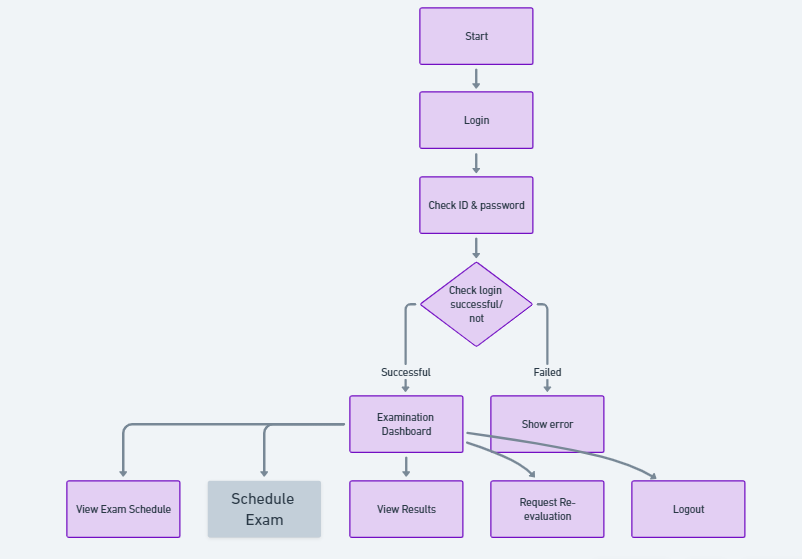 Start
Login
Check ID & password
Check login
successful/
not
Successful
Failed
Examination
Dashboard
Show error
View Exam Schedule
Schedule
Exam
View Results
Request Re-
evaluation
Logout